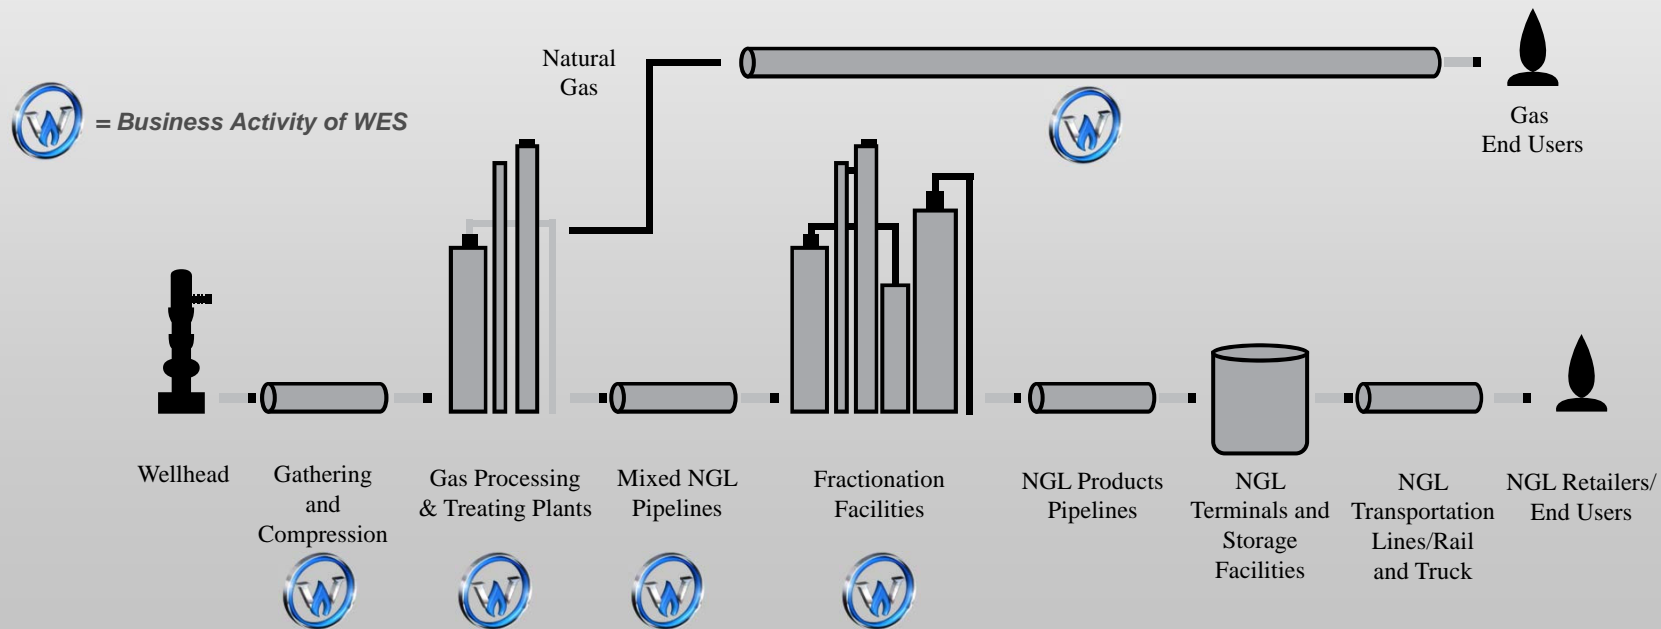 Natural
Gas
= Business Activity of WES
Gas
End Users
Wellhead
Gathering
and
Compression
Gas Processing
& Treating Plants
Mixed NGL
Pipelines
Fractionation
Facilities
NGL Products
Pipelines
NGL
Terminals and
Storage
Facilities
NGL
Transportation
Lines/Rail
and Truck
NGL Retailers/
End Users